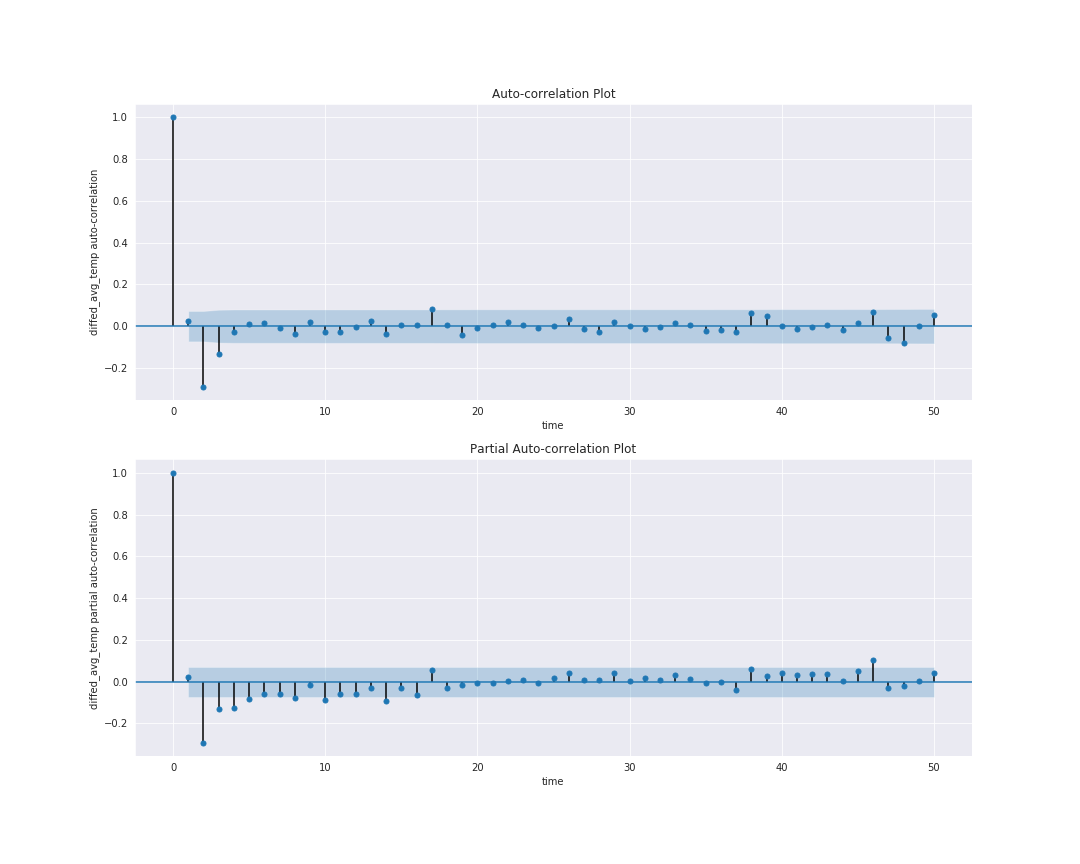 Auto-correlation Plot
1.0
0.8
0.6
0.4
0.2
0.0
−0.2
diffed_avg_temp auto-correlation
0 10 20 30 40 50
time
Partial Auto-correlation Plot
1.0
0.8
0.6
0.4
0.2
0.0
−0.2
diffed_avg_temp partial auto-correlation
0 10 20 30 40 50
time